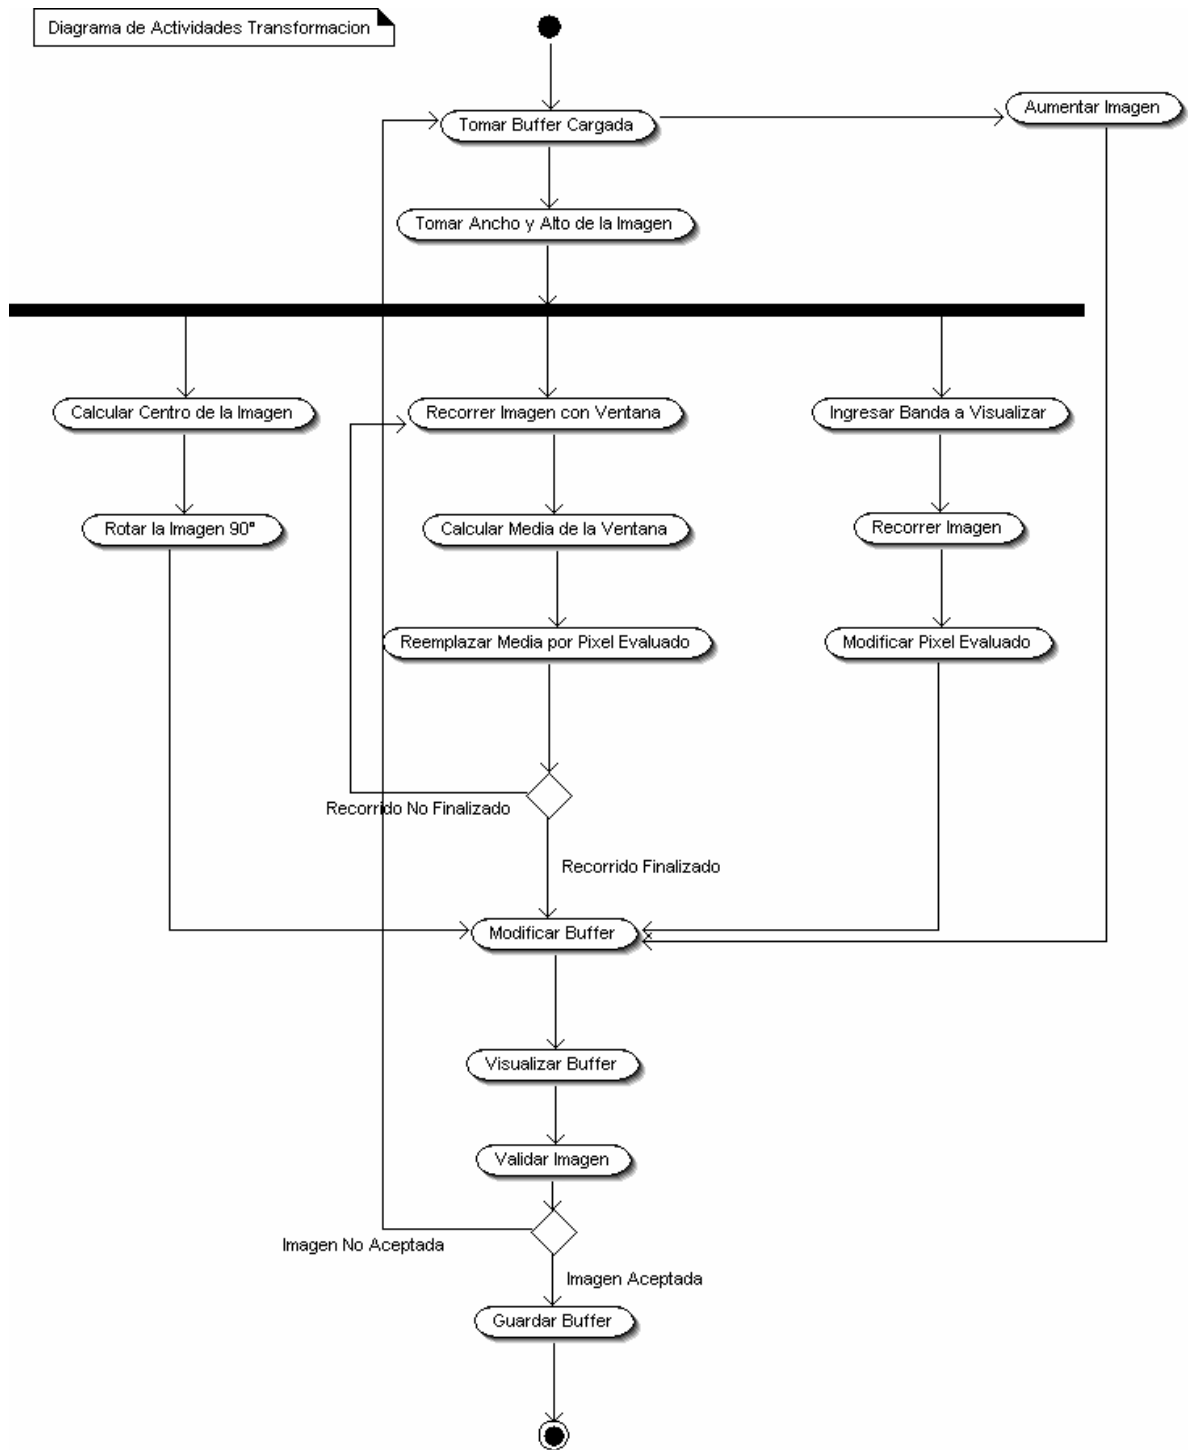 Diagrama de Actividades Transformacion
Tomar Buffer Cargada
Aumentar Imagen
Tomar Ancho y Alto de la Imagen
Calcular Centro de la Imagen
Recorrer Imagen con Ventana
Ingresar Banda a Visualizar
Rotar la Imagen 90°
Calcular Media de la Ventana
Recorrer Imagen
Reemplazar Media por Pixel Evaluado
Modificar Pixel Evaluado
Recorrido No Finalizado
Recorrido Finalizado
Modificar Buffer
Visualizar Buffer
Validar Imagen
Imagen No Aceptada
Imagen Aceptada
Guardar Buffer